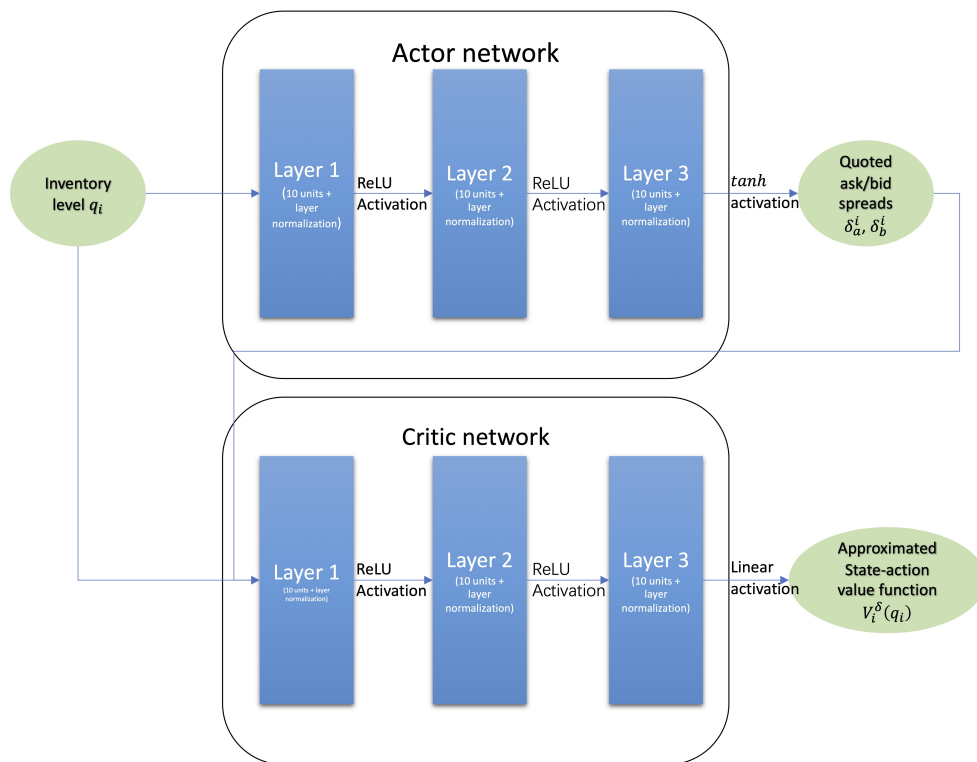 Actor network
Inventory
level qᵢ
Layer 1
(10 units +
layer
normalization)
ReLU
Activation
Layer 2
(10 units +
layer
normalization)
ReLU
Activation
Layer 3
(10 units +
layer
normalization)
tanh
activation
Quoted
ask/bid
spreads
δₐⁱ, δ_bⁱ
Critic network
Layer 1
(10 units + layer
normalization)
ReLU
Activation
Layer 2
(10 units +
layer
normalization)
ReLU
Activation
Layer 3
(10 units +
layer
normalization)
Linear
activation
Approximated
State-action
value function
Vᵢ^δ(qᵢ)